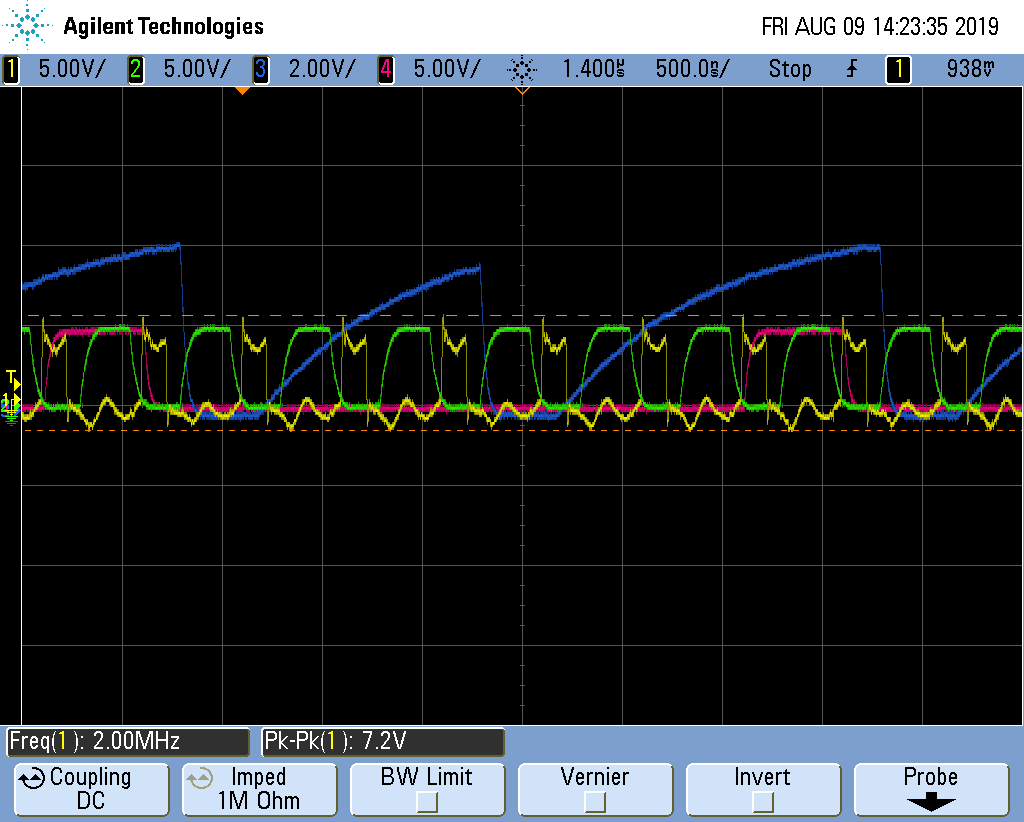 Agilent Technologies
FRI AUG 09 14:23:35 2019
1 5.00V/ 2 5.00V/ 3 2.00V/ 4 5.00V/ 1.400µs 500.0ns/ Stop 1 938mV
T
Freq(1): 2.00MHz Pk-Pk(1): 7.2V
Coupling Imped BW Limit Vernier Invert Probe
DC 1M Ohm